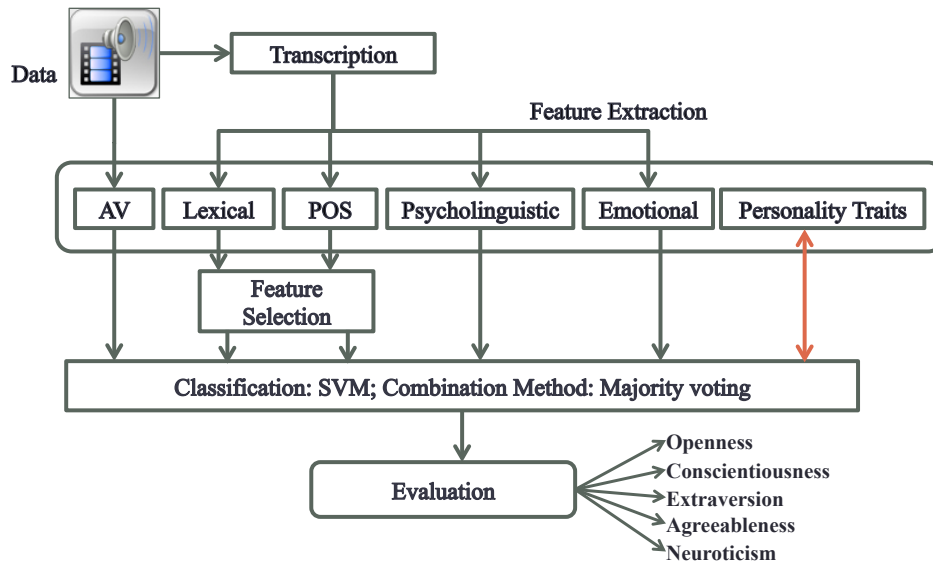 Data
Transcription
Feature Extraction
AV
Lexical
POS
Psycholinguistic
Emotional
Personality Traits
Feature
Selection
Classification: SVM; Combination Method: Majority voting
Evaluation
Openness
Conscientiousness
Extraversion
Agreeableness
Neuroticism